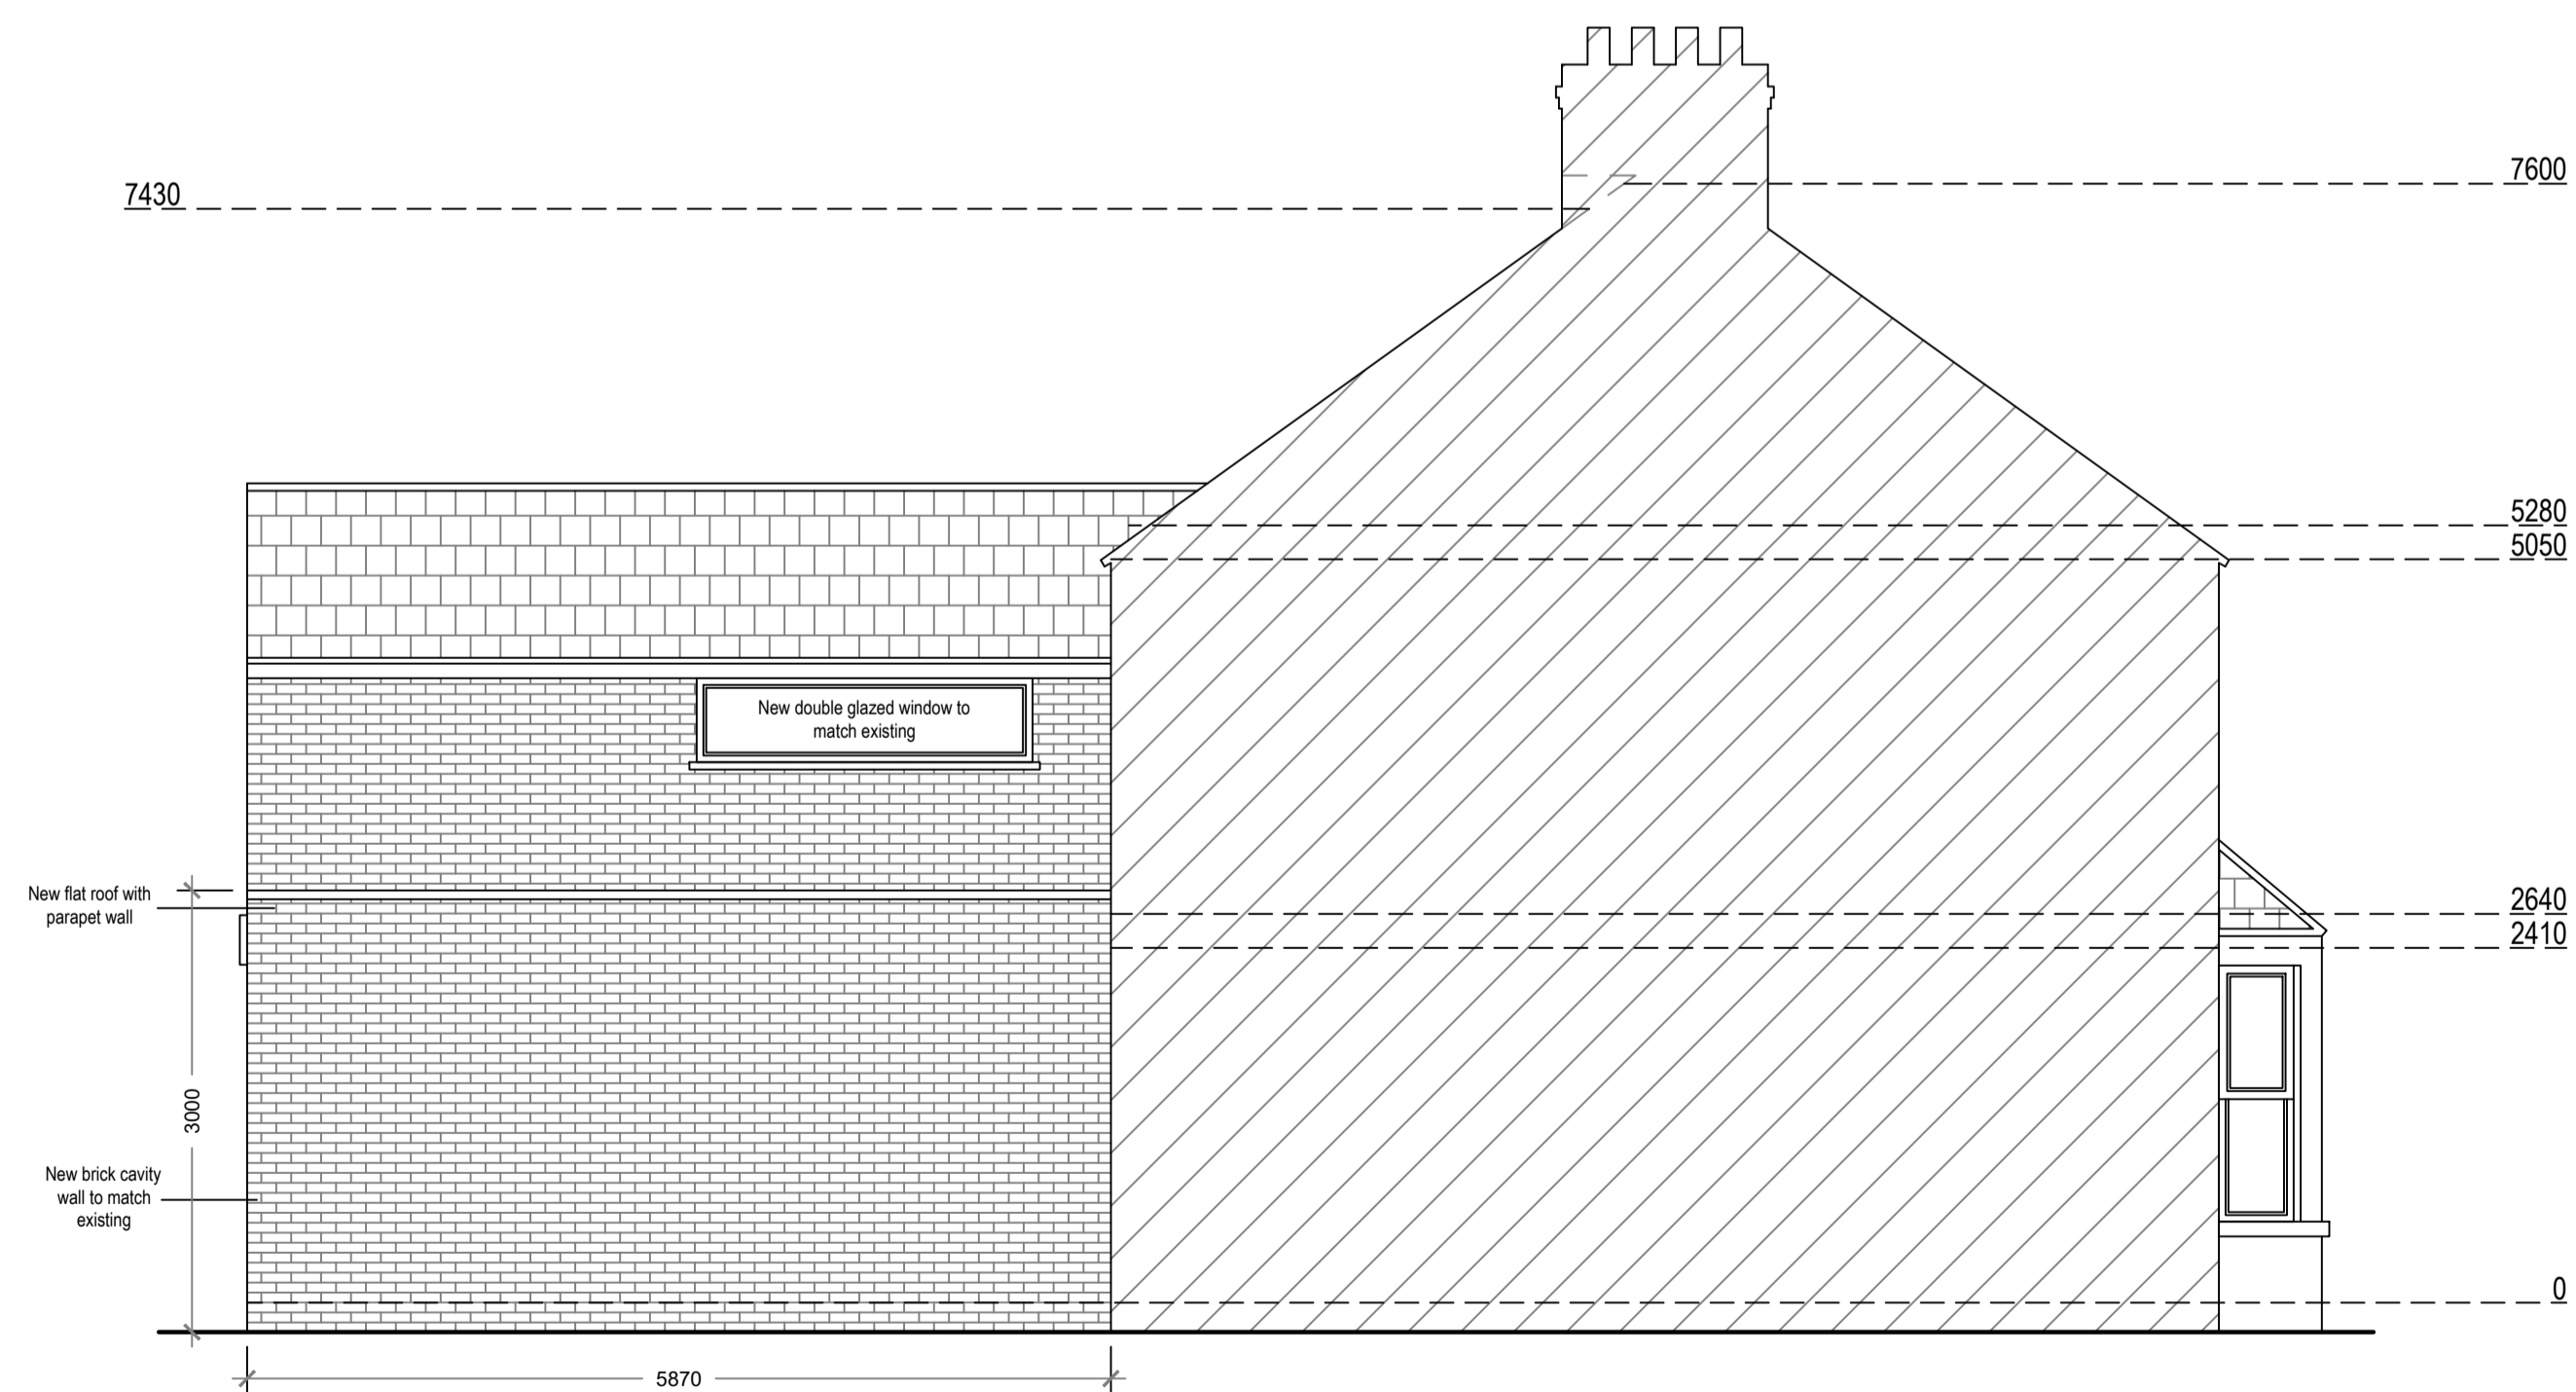 7600
7430
5280
5050
New double glazed window to
match existing
New flat roof with
parapet wall
2640
2410
3000
New brick cavity
wall to match
existing
0
5870